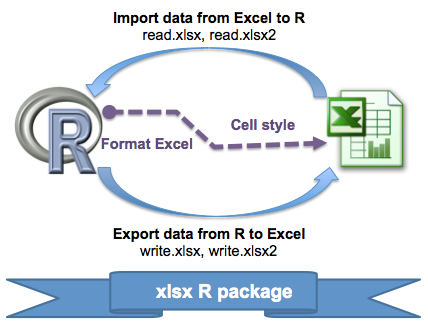 Import data from Excel to R
read.xlsx, read.xlsx2
R
Cell style
Format Excel
X
Export data from R to Excel
write.xlsx, write.xlsx2
xlsx R package